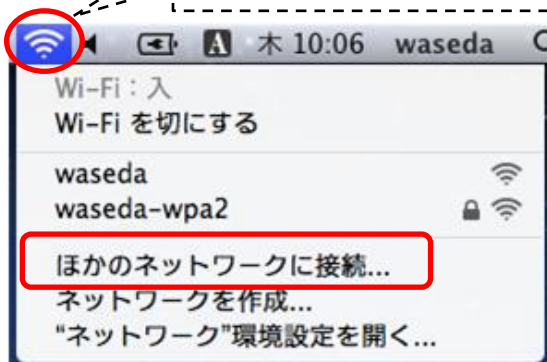 A 木 10:06 waseda
Wi-Fi：入
Wi-Fi を切にする
waseda
waseda-wpa2
ほかのネットワークに接続...
ネットワークを作成...
“ネットワーク”環境設定を開く...